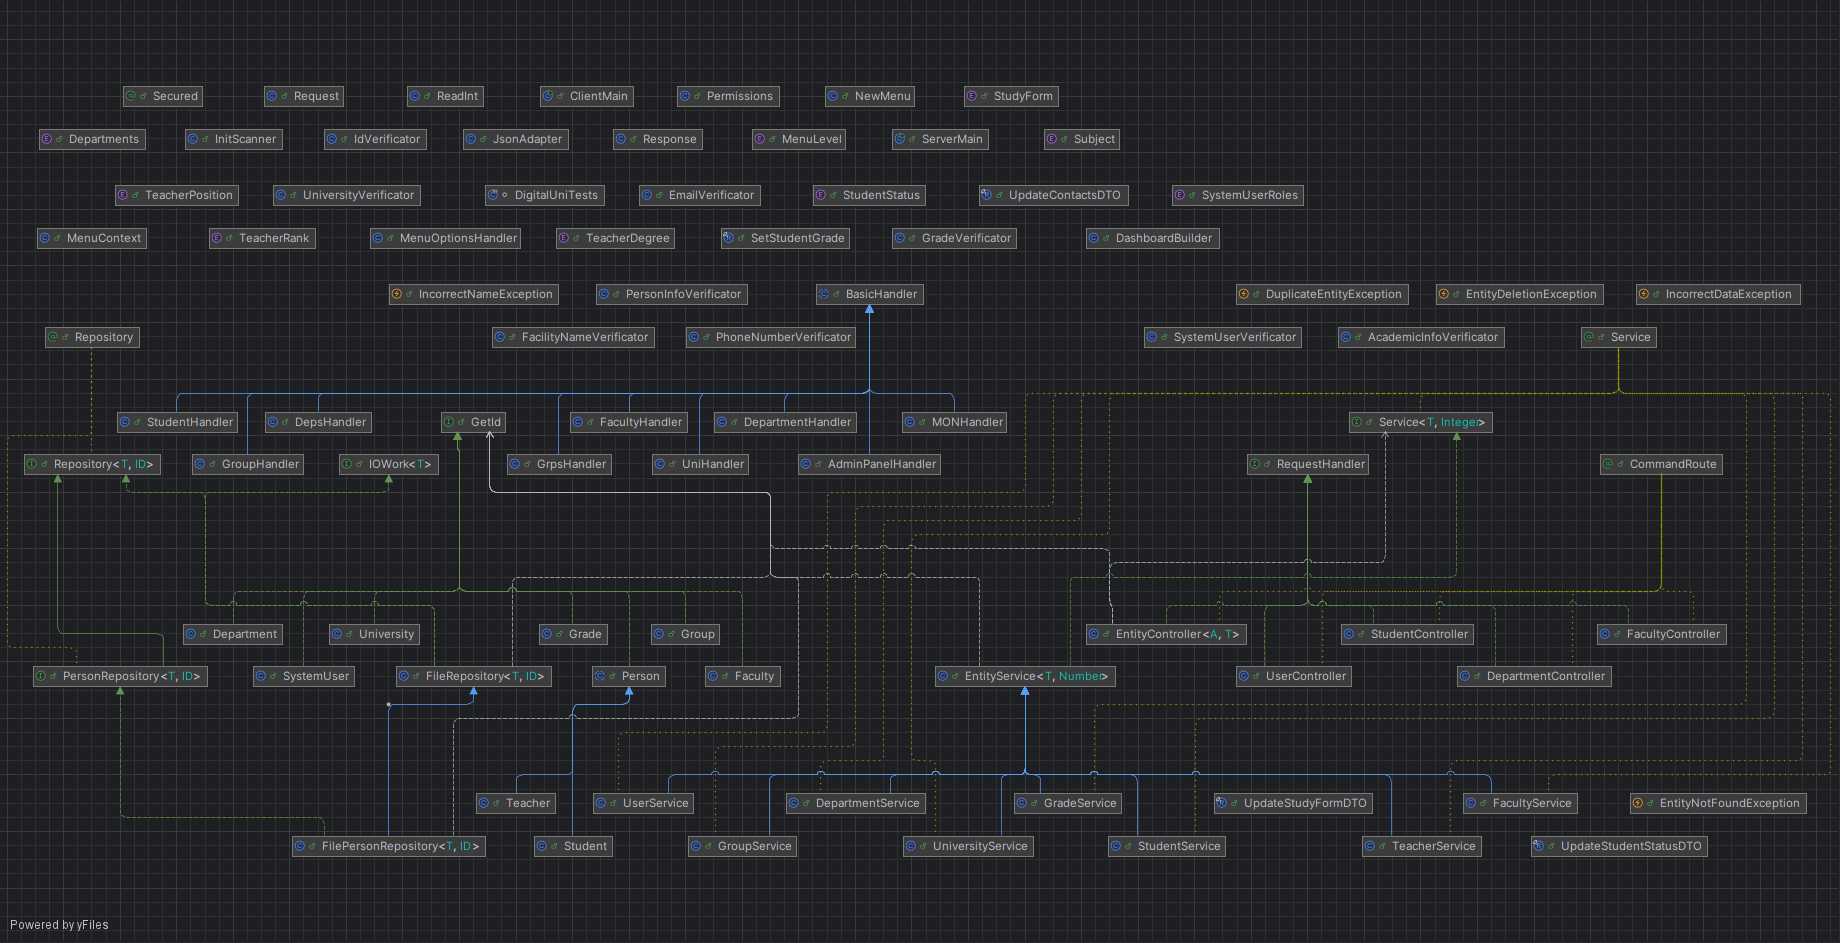 Secured
Request
ReadInt
ClientMain
Permissions
NewMenu
StudyForm
Departments
InitScanner
IdVerificator
JsonAdapter
Response
MenuLevel
ServerMain
Subject
TeacherPosition
UniversityVerificator
DigitalUniTests
EmailVerificator
StudentStatus
UpdateContactsDTO
SystemUserRoles
MenuContext
TeacherRank
MenuOptionsHandler
TeacherDegree
SetStudentGrade
GradeVerificator
DashboardBuilder
IncorrectNameException
PersonInfoVerificator
BasicHandler
DuplicateEntityException
EntityDeletionException
IncorrectDataException
Repository
FacilityNameVerificator
PhoneNumberVerificator
SystemUserVerificator
AcademicInfoVerificator
Service
StudentHandler
DepsHandler
GetId
FacultyHandler
DepartmentHandler
MONHandler
Service<T, Integer>
Repository<T, ID>
GroupHandler
IOWork<T>
GrpsHandler
UniHandler
AdminPanelHandler
RequestHandler
CommandRoute
Department
University
Grade
Group
EntityController<A, T>
StudentController
FacultyController
PersonRepository<T, ID>
SystemUser
FileRepository<T, ID>
Person
Faculty
EntityService<T, Number>
UserController
DepartmentController
Teacher
UserService
DepartmentService
GradeService
UpdateStudyFormDTO
FacultyService
EntityNotFoundException
FilePersonRepository<T, ID>
Student
GroupService
UniversityService
StudentService
TeacherService
UpdateStudentStatusDTO
Powered by yFiles